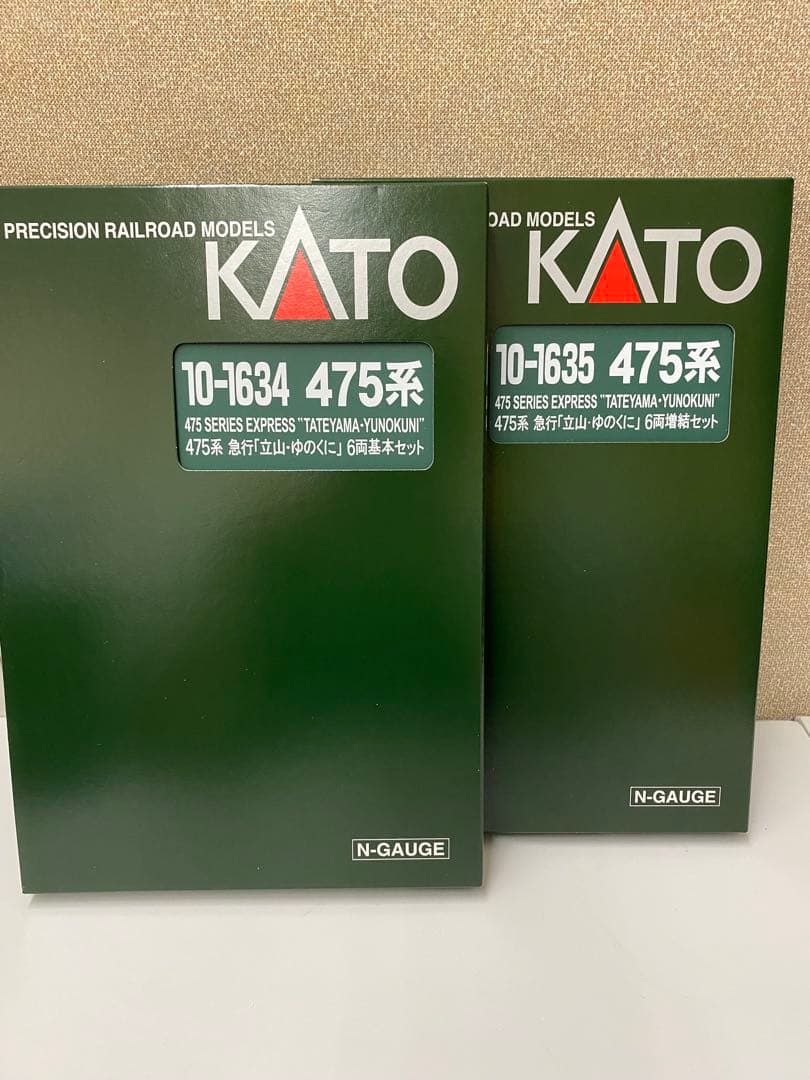 PRECISION RAILROAD MODELS
KATO
10-1634 475系
475 SERIES EXPRESS "TATEYAMA・YUNOKUNI"
475系 急行「立山・ゆのくに」 6両基本セット
N-GAUGE
OAD MODELS
KATO
10-1635 475系
475 SERIES EXPRESS "TATEYAMA・YUNOKUNI"
475系 急行「立山・ゆのくに」 6両増結セット
N-GAUGE